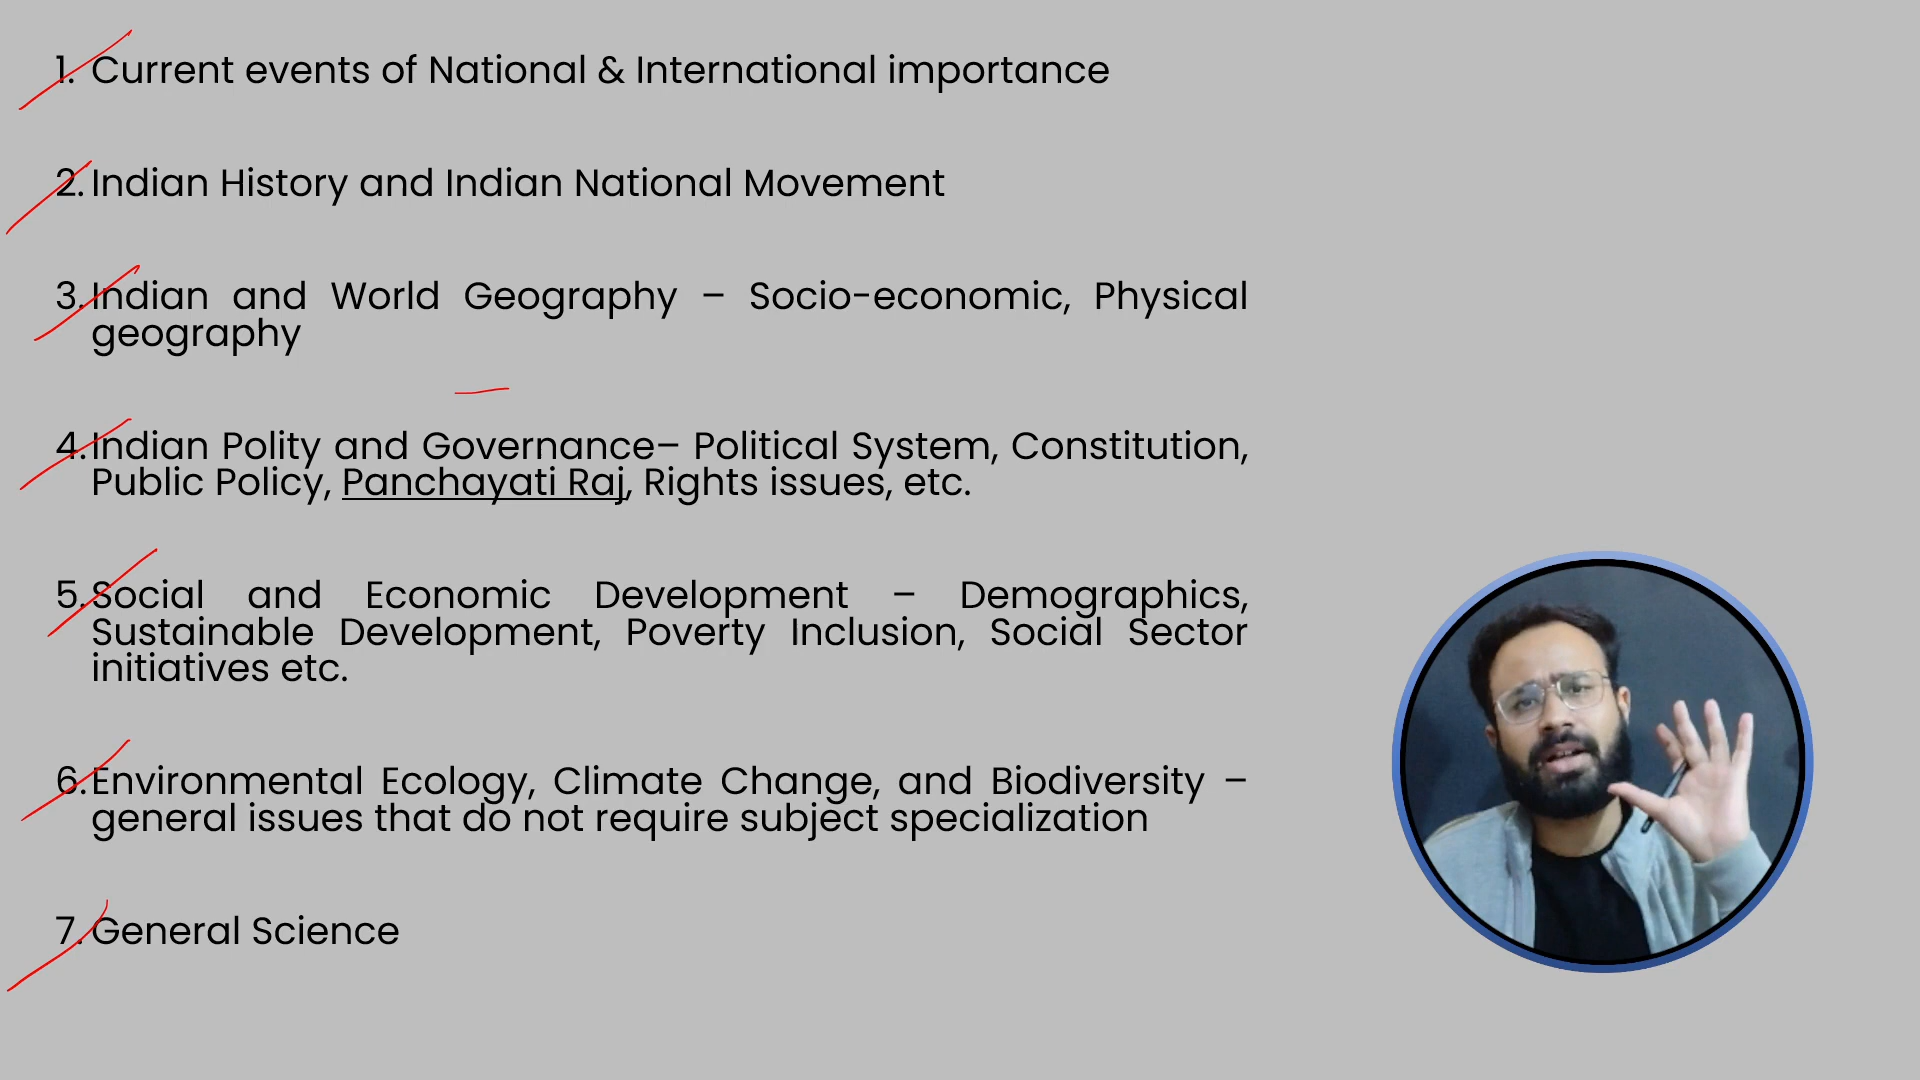 1. Current events of National & International importance
2. Indian History and Indian National Movement
3. Indian and World Geography – Socio-economic, Physical
geography
4. Indian Polity and Governance– Political System, Constitution,
Public Policy, Panchayati Raj, Rights issues, etc.
5. Social and Economic Development – Demographics,
Sustainable Development, Poverty Inclusion, Social Sector
initiatives etc.
6. Environmental Ecology, Climate Change, and Biodiversity –
general issues that do not require subject specialization
7. General Science